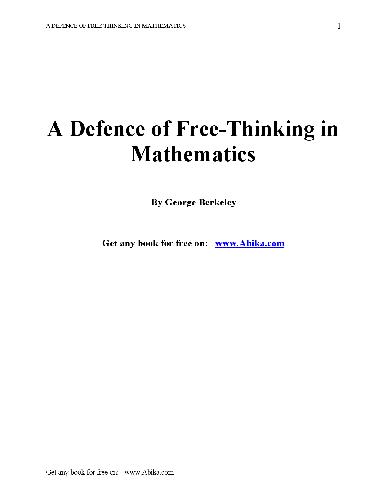 A DEFENCE OF FREE-THINKING IN MATHEMATICS 1
A Defence of Free-Thinking in
Mathematics
By George Berkeley
Get any book for free on: www.Abika.com
Get any book for free on: www.Abika.com